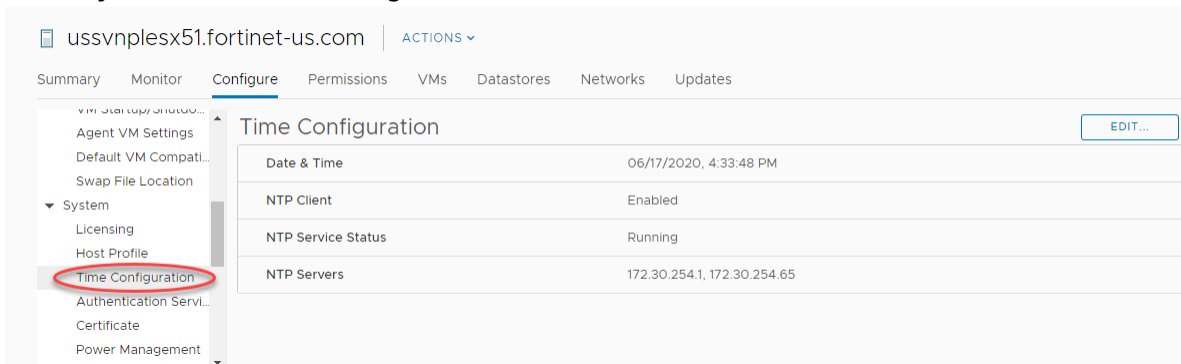 ussvnplesx51.fortinet-us.com ACTIONS
Summary Monitor Configure Permissions VMs Datastores Networks Updates
VM Startup/Shutdo...
Agent VM Settings
Default VM Compati...
Swap File Location
System
Licensing
Host Profile
Time Configuration
Authentication Servi...
Certificate
Power Management
Time Configuration EDIT...
Date & Time 06/17/2020, 4:33:48 PM
NTP Client Enabled
NTP Service Status Running
NTP Servers 172.30.254.1, 172.30.254.65